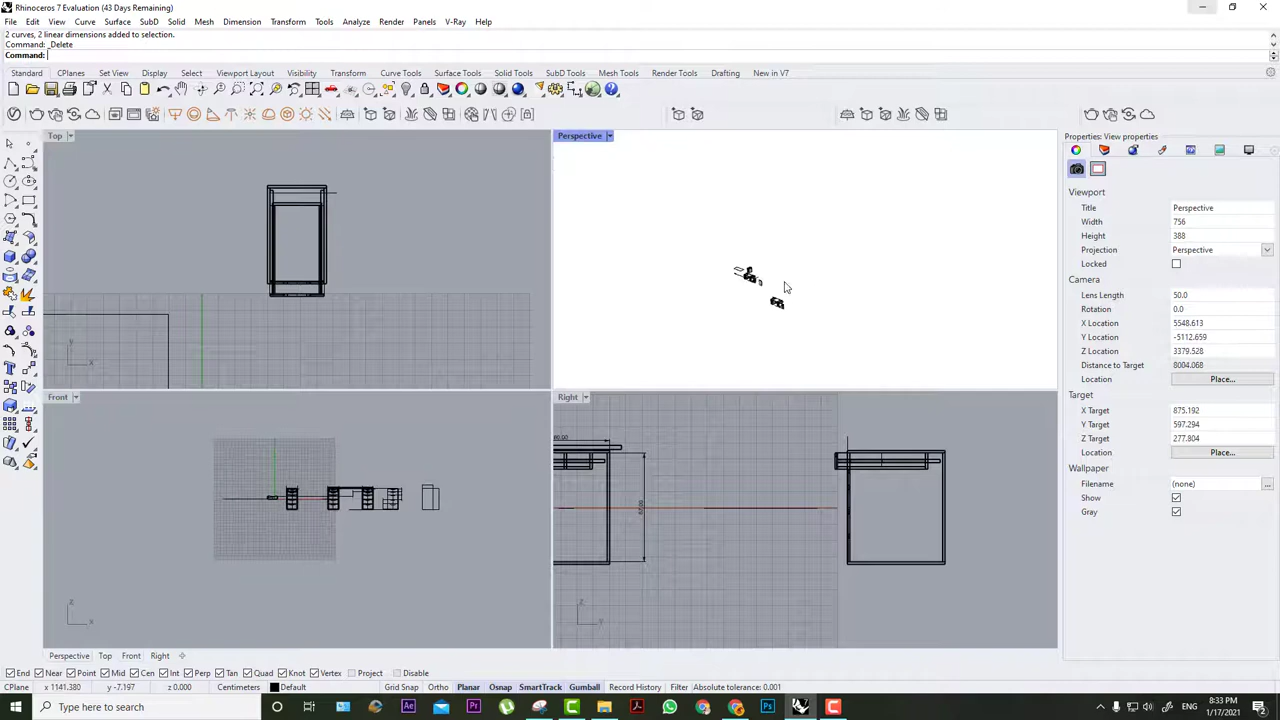 Rhinoceros 7 Evaluation (43 Days Remaining)
File Edit View Curve Surface SubD Solid Mesh Dimension Transform Tools Analyze Render Panels V-Ray Help
2 curves, 2 linear dimensions added to selection.
Command: _Delete
Command:
Standard CPlanes Set View Display Select Viewport Layout Visibility Transform Curve Tools Surface Tools Solid Tools SubD Tools Mesh Tools Render Tools Drafting New in V7
Top
Perspective
Properties: View properties
Viewport
Title Perspective
Width 756
Height 388
Projection Perspective
Locked
Camera
Lens Length 50.0
Rotation 0.0
X Location 5548.613
Y Location -5112.659
Z Location 3379.528
Distance to Target 8004.068
Location Place...
Target
X Target 875.192
Y Target 597.294
Z Target 277.804
Location Place...
Wallpaper
Filename (none) ...
Show
Gray
y
x
Front
Right
z
x
z
y
Perspective Top Front Right
End Near Point Mid Cen Int Perp Tan Quad Knot Vertex Project Disable
CPlane x 1141.380 y -7.197 z 0.000 Centimeters Default Grid Snap Ortho Planar Osnap SmartTrack Gumball Record History Filter Absolute tolerance: 0.001
Type here to search
Ae
Pr
Ps
ENG
8:33 PM
1/17/2021